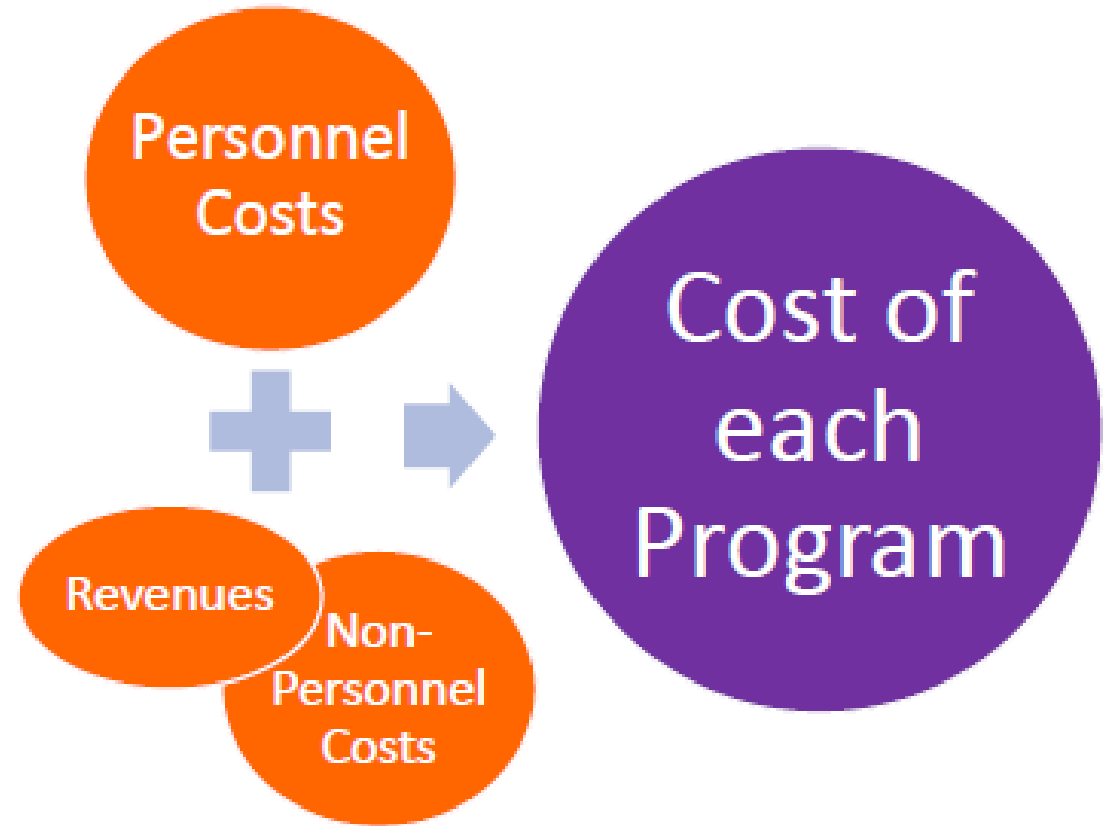 Personnel
Costs
Cost of
each
Program
Revenues
Non-
Personnel
Costs